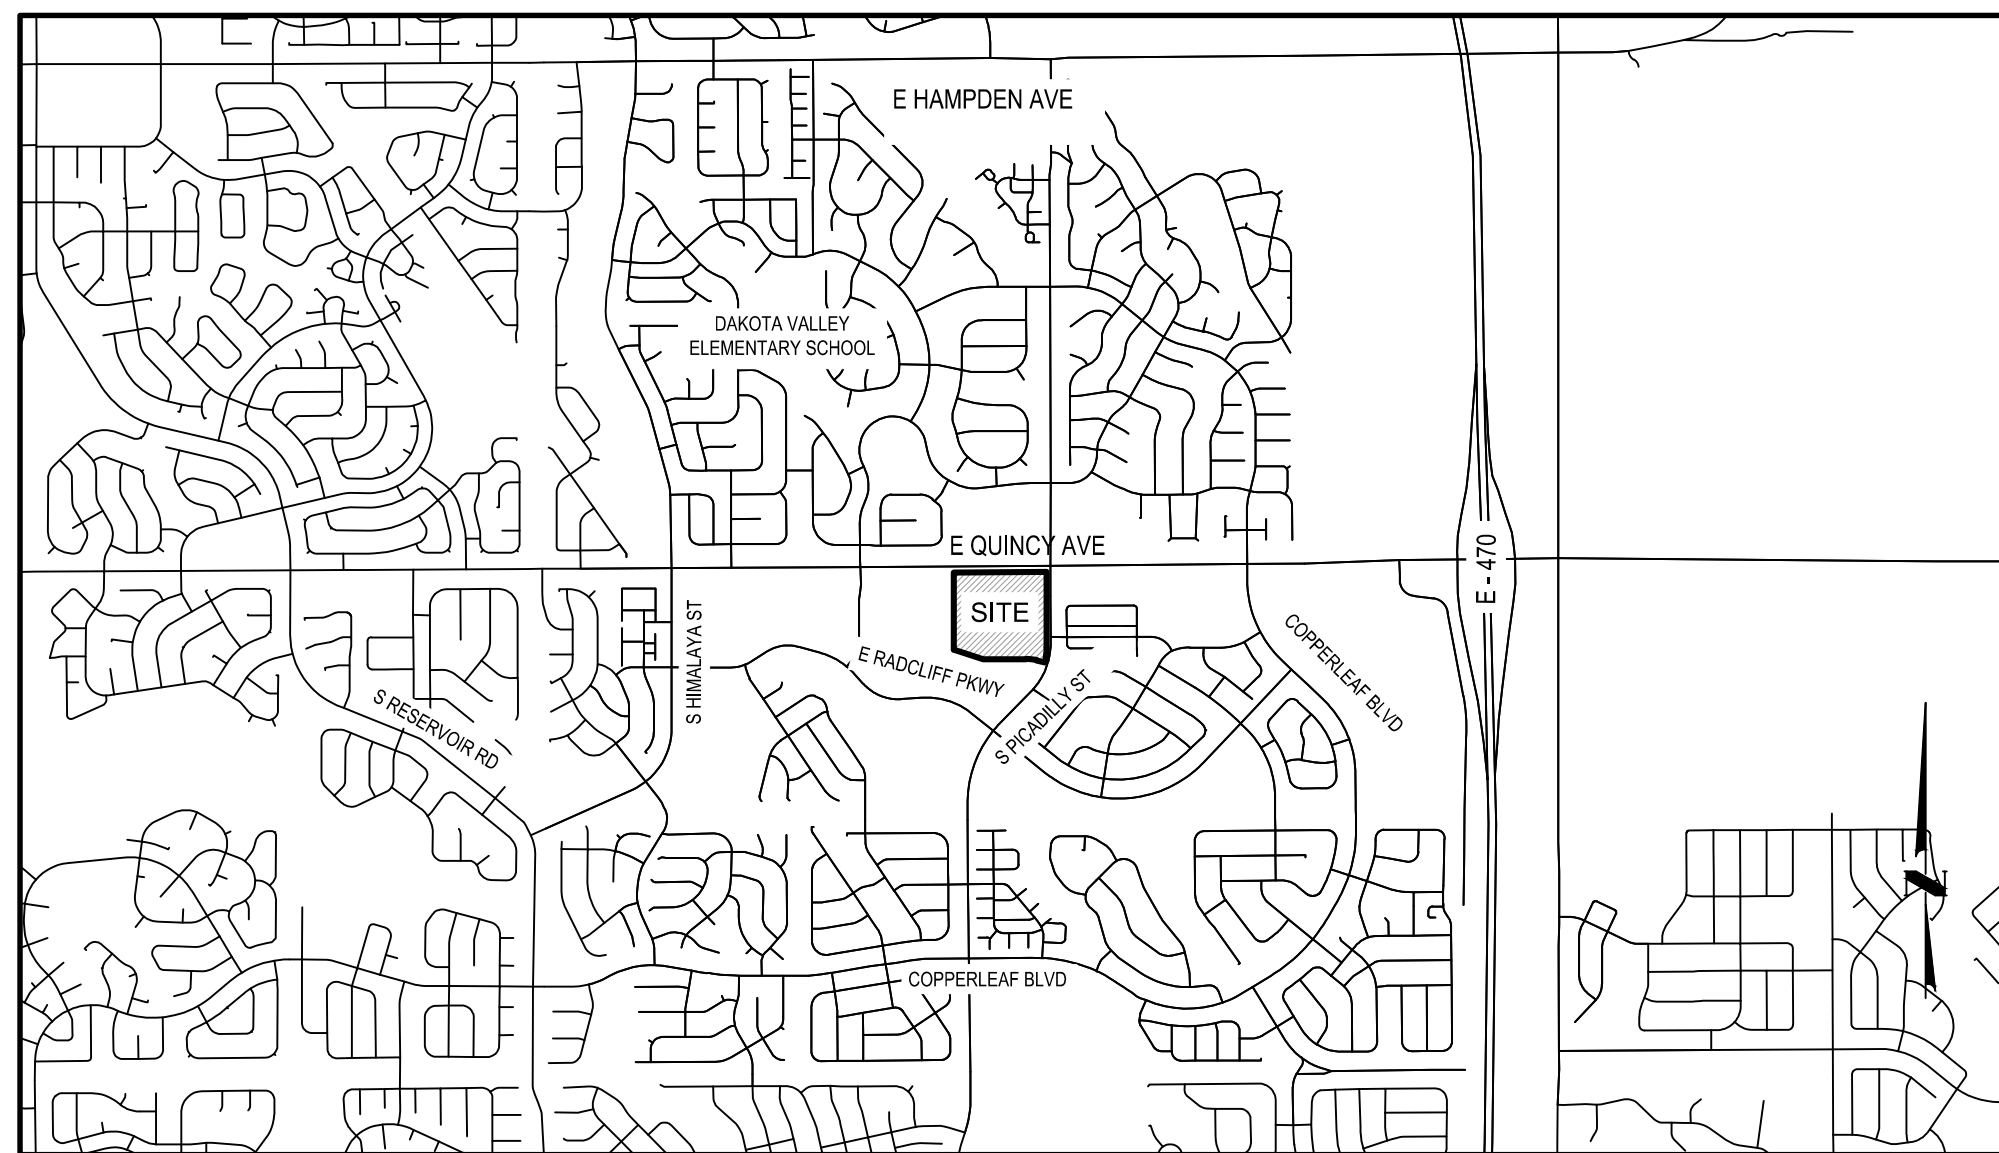 E HAMPDEN AVE
DAKOTA VALLEY
ELEMENTARY SCHOOL
E QUINCY AVE
E - 470
SITE
S HIMALAYA ST
E RADCLIFF PKWY
COPPERLEAF BLVD
S PICADILLY ST
S RESERVOIR RD
COPPERLEAF BLVD